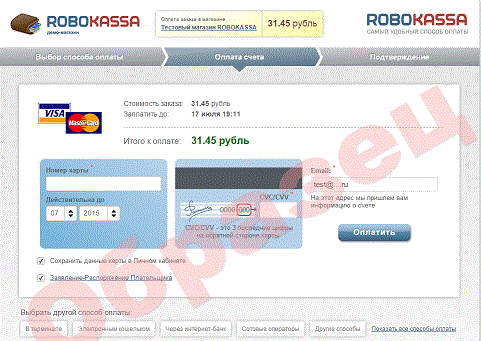 ROBOKASSA
демо-магазин
Оплата заказа в магазине
Тестовый магазин ROBOKASSA
31.45 рубль
ROBOKASSA
САМЫЙ УДОБНЫЙ СПОСОБ ОПЛАТЫ
Выбор способа оплаты
Оплата счета
Подтверждение
VISA
MasterCard
Стоимость заказа: 31.45 рубль
Заплатить до: 17 июля 19:11
Итого к оплате: 31.45 рубль
Номер карты *
Действительна до
07 2015
CVC/CVV *
0000 000
CVC/CVV - это 3 последние цифры
на обратной стороне карты
Email: *
test@....ru
На этот адрес мы пришлем вам
информацию о счете
Оплатить
Сохранить данные карты в Личном кабинете
Заявление-Распоряжение Плательщика
Выбрать другой способ оплаты:
В терминале
Электронным кошельком
Через интернет-банк
Сотовые операторы
Другие способы
Показать все способы оплаты
Образец